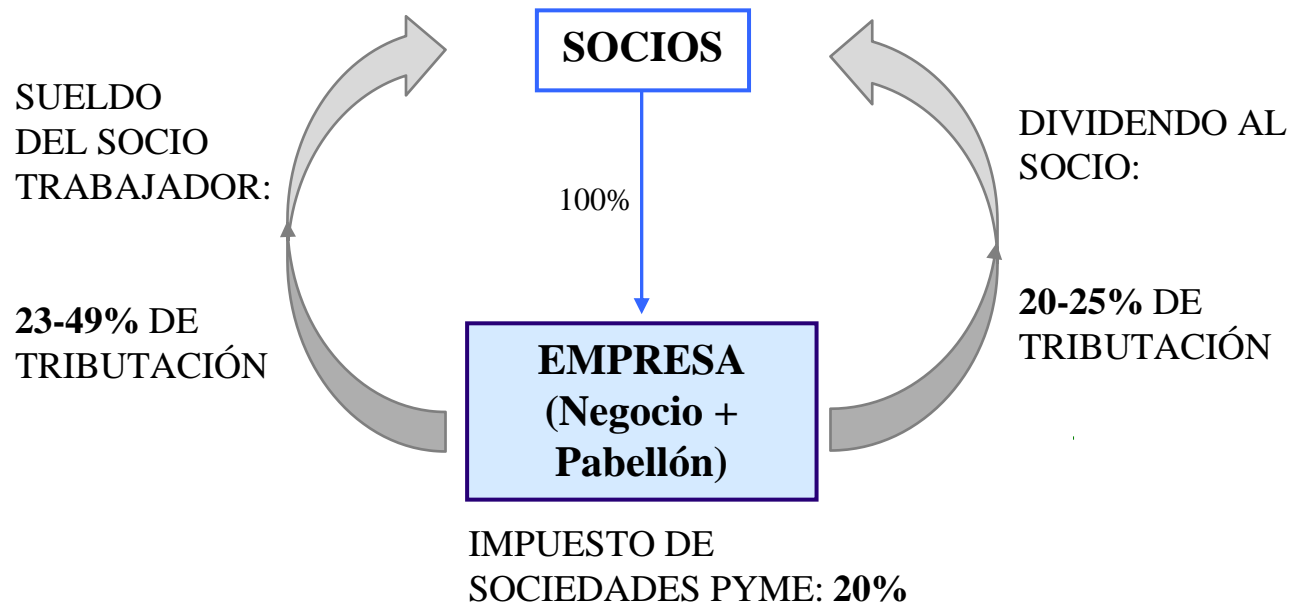 SOCIOS
SUELDO
DEL SOCIO
TRABAJADOR:
DIVIDENDO AL
SOCIO:
100%
23-49% DE
TRIBUTACIÓN
20-25% DE
TRIBUTACIÓN
EMPRESA
(Negocio +
Pabellón)
IMPUESTO DE
SOCIEDADES PYME: 20%